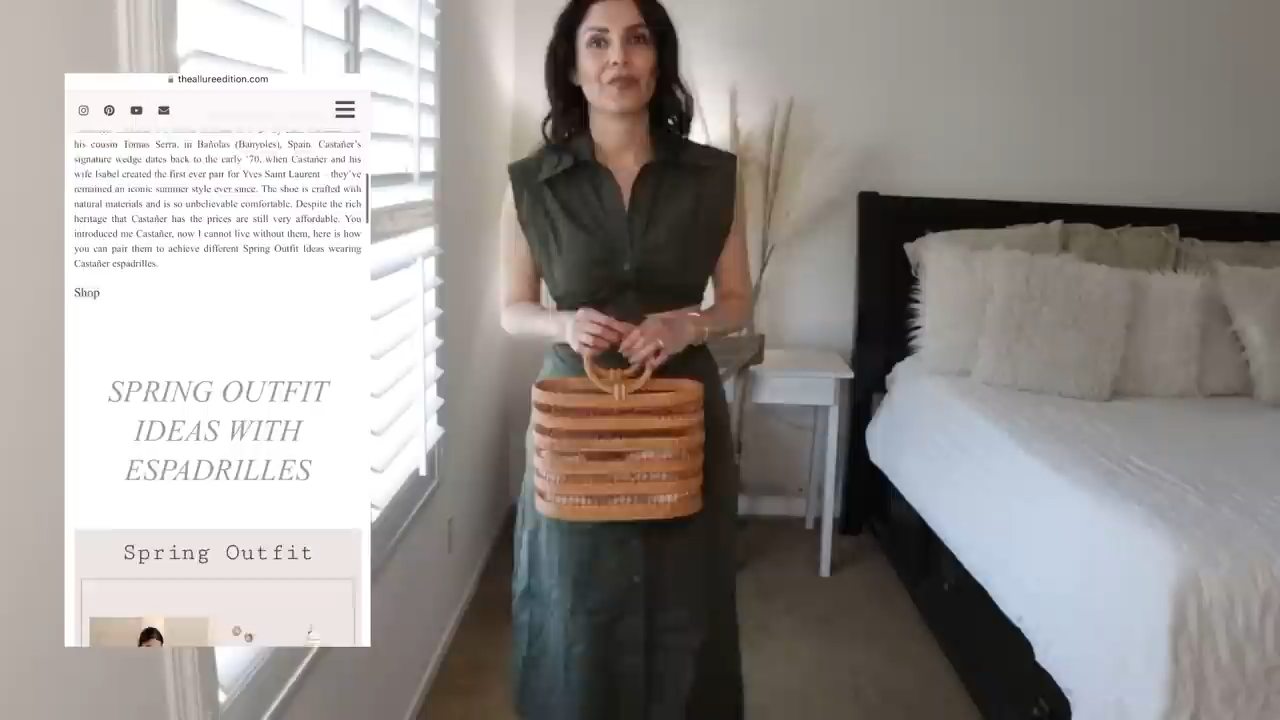 theallureedition.com
his cousin Tomas Serra, in Bañolas (Banyoles), Spain. Castañer's
signature wedge dates back to the early '70, when Castañer and his
wife Isabel created the first ever pair for Yves Saint Laurent – they've
remained an iconic summer style ever since. The shoe is crafted with
natural materials and is so unbelievable comfortable. Despite the rich
heritage that Castañer has the prices are still very affordable. You
introduced me Castañer, now I cannot live without them, here is how
you can pair them to achieve different Spring Outfit Ideas wearing
Castañer espadrilles.
Shop
SPRING OUTFIT
IDEAS WITH
ESPADRILLES
Spring Outfit